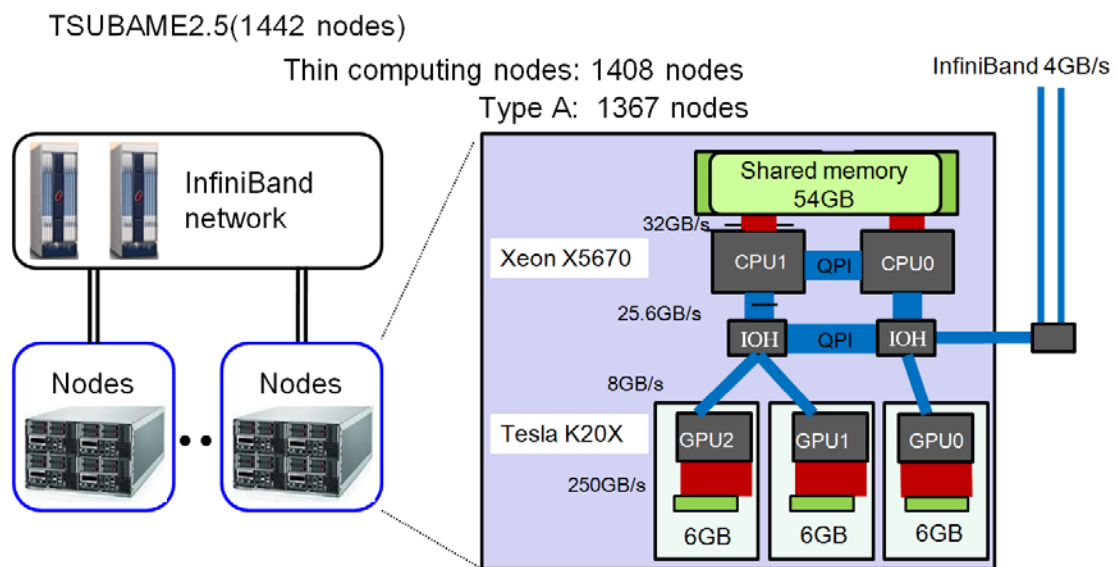 TSUBAME2.5(1442 nodes)
Thin computing nodes: 1408 nodes
Type A: 1367 nodes
InfiniBand 4GB/s
InfiniBand
network
Nodes
Nodes
Shared memory
54GB
32GB/s
Xeon X5670
CPU1
QPI
CPU0
25.6GB/s
IOH
QPI
IOH
8GB/s
Tesla K20X
GPU2
GPU1
GPU0
250GB/s
6GB
6GB
6GB